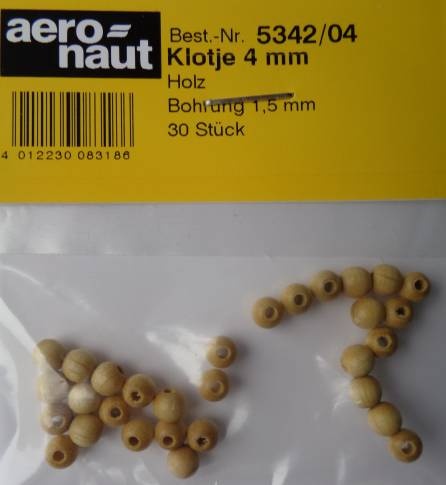 aero-
naut
Best.-Nr. 5342/04
Klotje 4 mm
Holz
Bohrung 1,5 mm
30 Stück
4 012230 083186